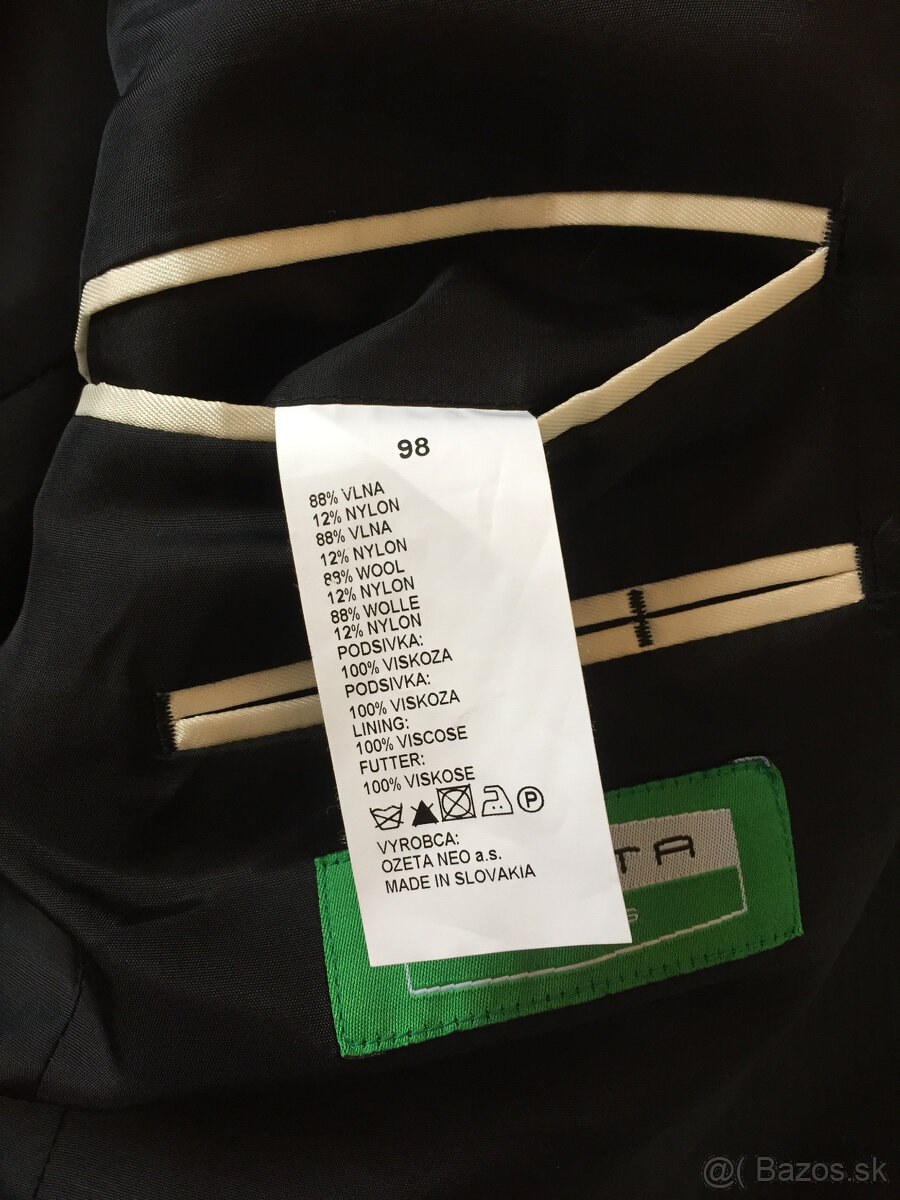 98
88% VLNA
12% NYLON
88% VLNA
12% NYLON
88% WOOL
12% NYLON
88% WOLLE
12% NYLON
PODSIVKA:
100% VISKOZA
PODSIVKA:
100% VISKOZA
LINING:
100% VISCOSE
FUTTER:
100% VISKOSE
P
VYROBCA:
OZETA NEO a.s.
MADE IN SLOVAKIA
TA
S
@( Bazos.sk